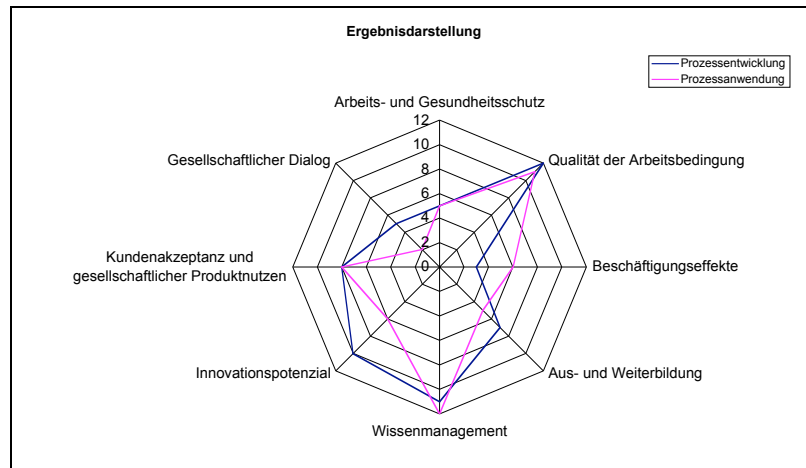 Ergebnisdarstellung
Prozessentwicklung
Prozessanwendung
Arbeits- und Gesundheitsschutz
12
10
8
6
4
2
0
Gesellschaftlicher Dialog
Qualität der Arbeitsbedingung
Kundenakzeptanz und
gesellschaftlicher Produktnutzen
Beschäftigungseffekte
Innovationspotenzial
Aus- und Weiterbildung
Wissenmanagement